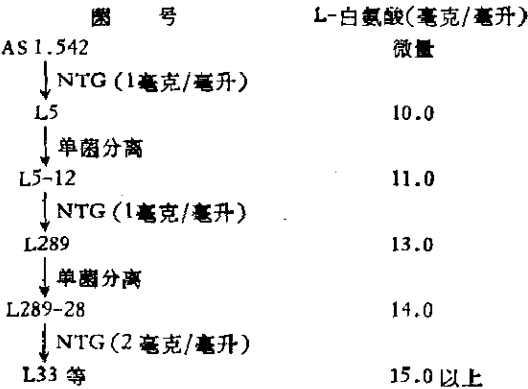 菌 号 L-白氨酸(毫克/毫升)
AS 1.542 微量
NTG (1毫克/毫升)
L5 10.0
单菌分离
L5-12 11.0
NTG (1毫克/毫升)
L289 13.0
单菌分离
L289-28 14.0
NTG (2毫克/毫升)
L33 等 15.0 以上